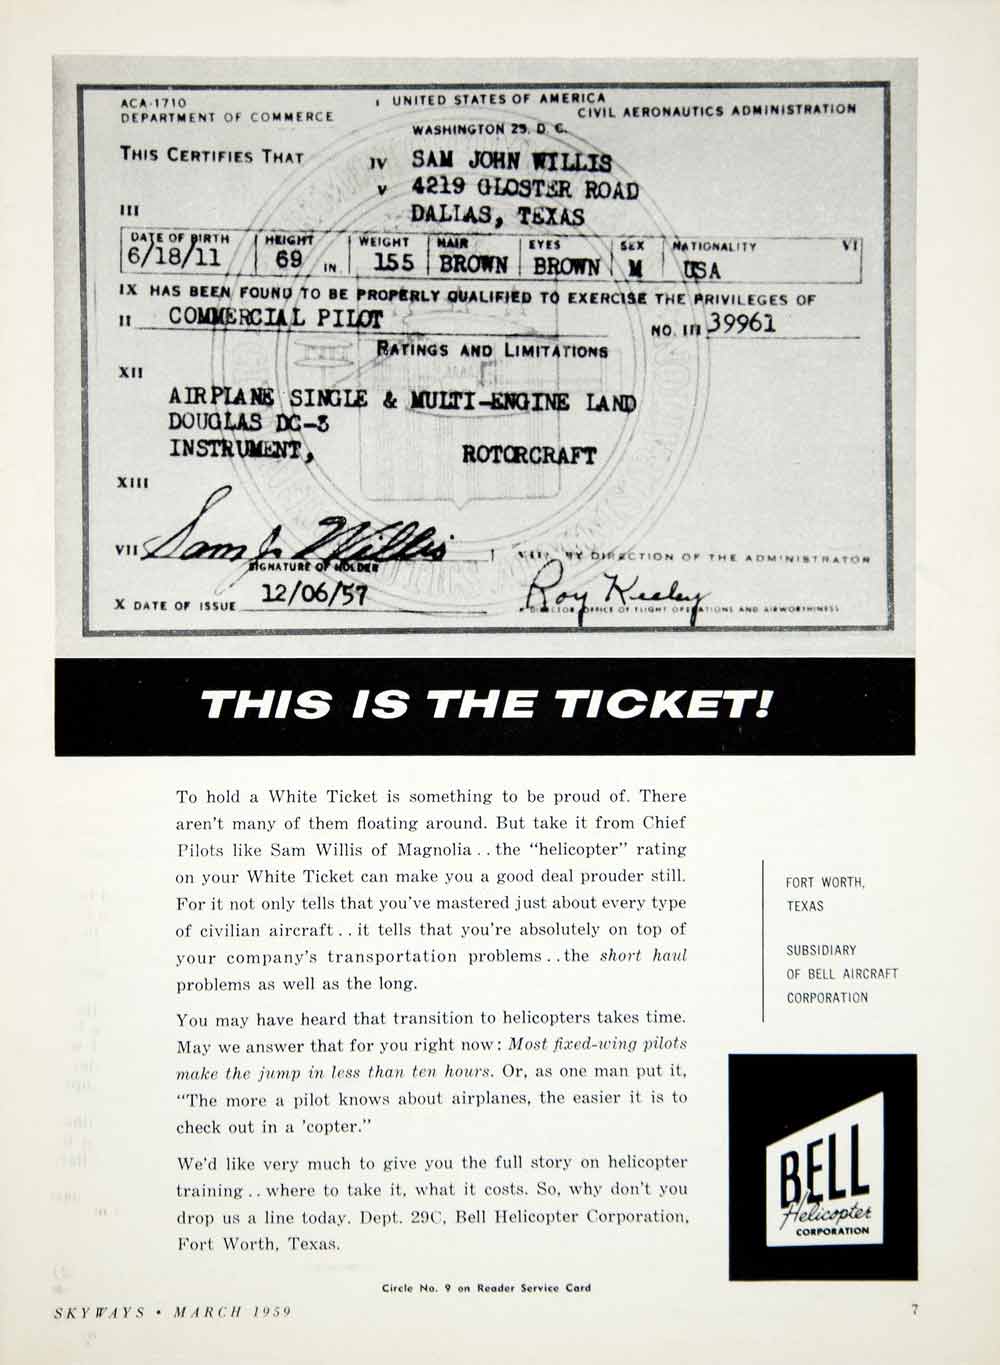 ACA-1710
UNITED STATES OF AMERICA
DEPARTMENT OF COMMERCE
CIVIL AERONAUTICS ADMINISTRATION
WASHINGTON 25, D. C.
THIS CERTIFIES THAT
IV SAM JOHN WILLIS
V 4219 GLOSTER ROAD
III DALLAS, TEXAS
DATE OF BIRTH HEIGHT WEIGHT HAIR EYES SEX NATIONALITY VI
6/18/11 69 IN. 155 BROWN BROWN M USA
IX HAS BEEN FOUND TO BE PROPERLY QUALIFIED TO EXERCISE THE PRIVILEGES OF
II COMMERCIAL PILOT NO. III 39961
RATINGS AND LIMITATIONS
XII
AIRPLANE SINGLE & MULTI-ENGINE LAND
DOUGLAS DC-3
INSTRUMENT, ROTORCRAFT
XIII
VII Sam J. Willis
BY DIRECTION OF THE ADMINISTRATOR
SIGNATURE OF HOLDER
Roy Keeley
X DATE OF ISSUE 12/06/57
DIRECTOR, OFFICE OF FLIGHT OPERATIONS AND AIRWORTHINESS
THIS IS THE TICKET!
To hold a White Ticket is something to be proud of. There
aren't many of them floating around. But take it from Chief
Pilots like Sam Willis of Magnolia . . the "helicopter" rating
on your White Ticket can make you a good deal prouder still.
For it not only tells that you've mastered just about every type
of civilian aircraft . . it tells that you're absolutely on top of
your company's transportation problems . . the short haul
problems as well as the long.
You may have heard that transition to helicopters takes time.
May we answer that for you right now: Most fixed-wing pilots
make the jump in less than ten hours. Or, as one man put it,
"The more a pilot knows about airplanes, the easier it is to
check out in a 'copter."
We'd like very much to give you the full story on helicopter
training . . where to take it, what it costs. So, why don't you
drop us a line today. Dept. 29C, Bell Helicopter Corporation,
Fort Worth, Texas.
FORT WORTH,
TEXAS
SUBSIDIARY
OF BELL AIRCRAFT
CORPORATION
BELL
Helicopter
CORPORATION
Circle No. 9 on Reader Service Card
SKYWAYS • MARCH 1959
7